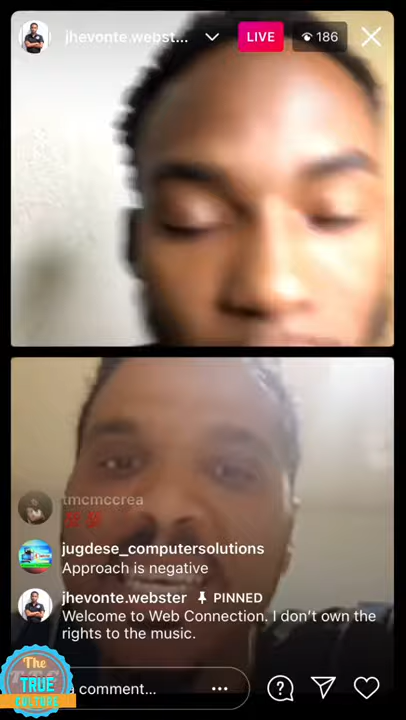 jhevonte.webst...
LIVE
186
tmcmccrea
💯💯
jugdese_computersolutions
Approach is negative
jhevonte.webster PINNED
Welcome to Web Connection. I don't own the
rights to the music.
a comment...
The
TRUE
CULTURE